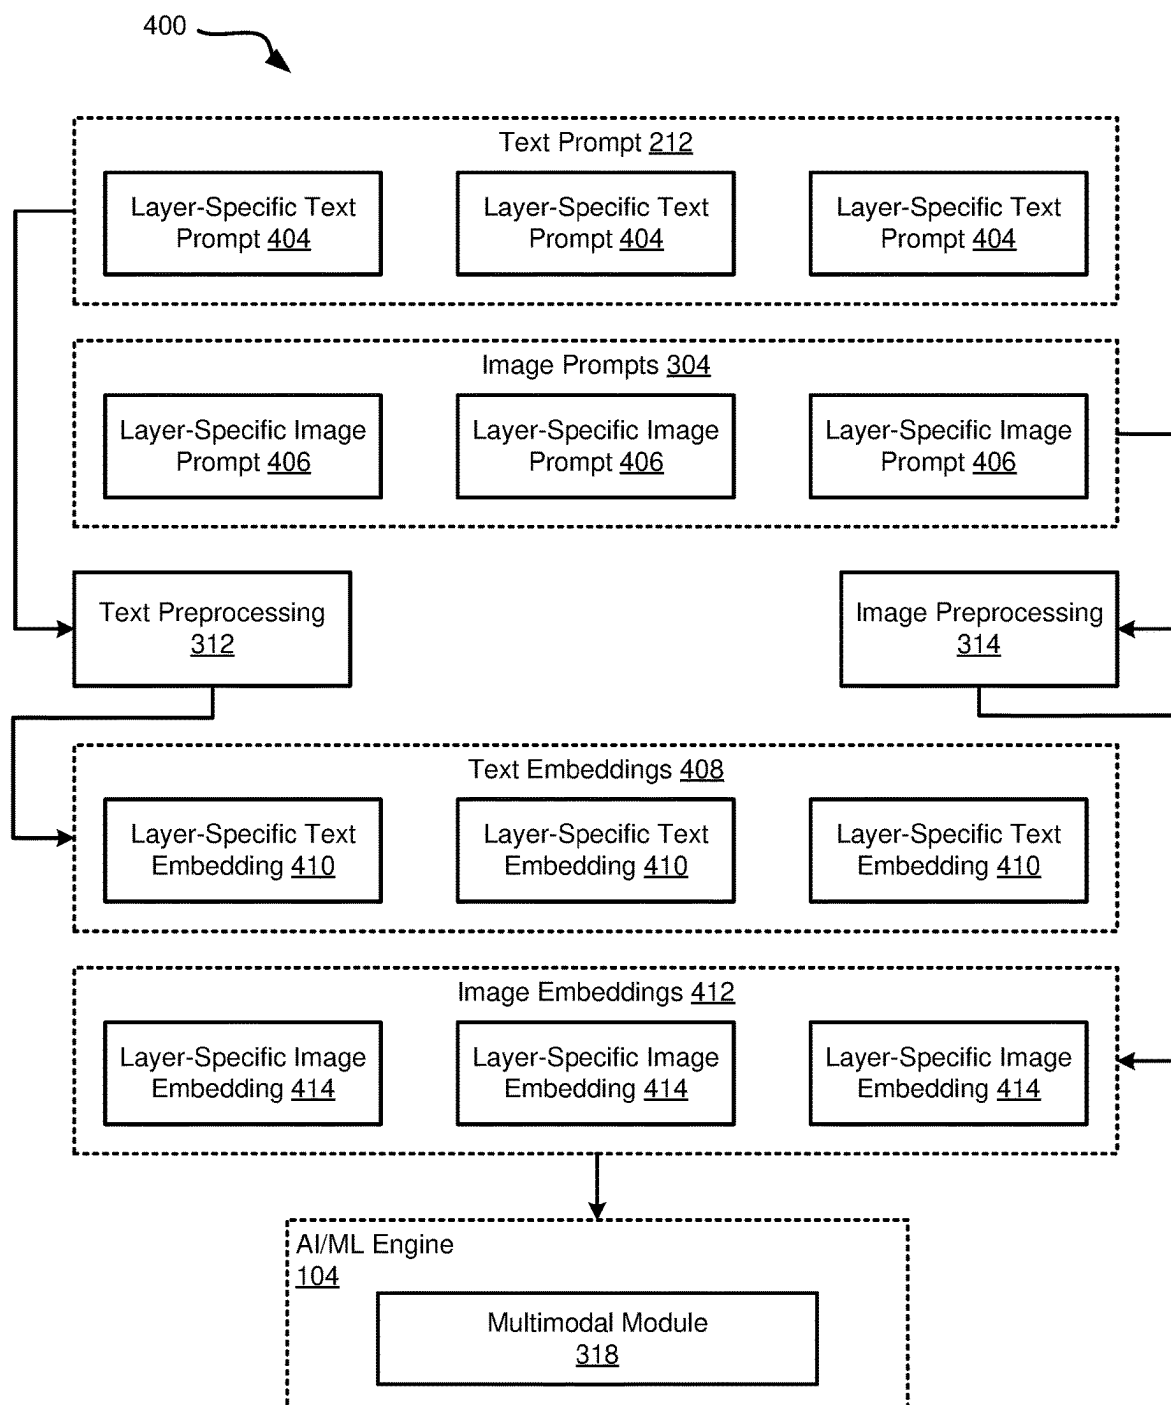 400
Text Prompt 212
Layer-Specific Text
Prompt 404
Layer-Specific Text
Prompt 404
Layer-Specific Text
Prompt 404
Image Prompts 304
Layer-Specific Image
Prompt 406
Layer-Specific Image
Prompt 406
Layer-Specific Image
Prompt 406
Text Preprocessing
312
Image Preprocessing
314
Text Embeddings 408
Layer-Specific Text
Embedding 410
Layer-Specific Text
Embedding 410
Layer-Specific Text
Embedding 410
Image Embeddings 412
Layer-Specific Image
Embedding 414
Layer-Specific Image
Embedding 414
Layer-Specific Image
Embedding 414
AI/ML Engine
104
Multimodal Module
318